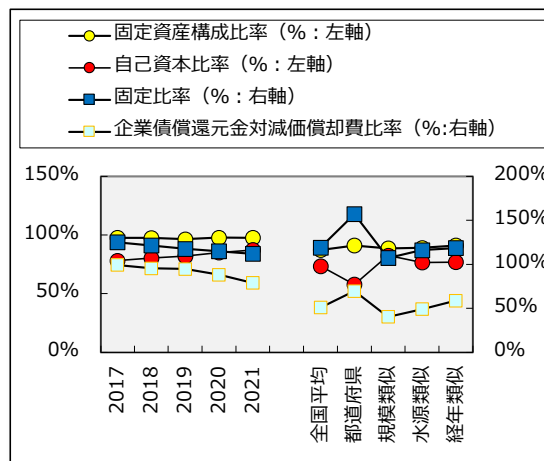 固定資産構成比率（%：左軸）
自己資本比率（%：左軸）
固定比率（%：右軸）
企業債償還元金対減価償却費比率（%:右軸）
150%
100%
50%
0%
200%
150%
100%
50%
0%
2017
2018
2019
2020
2021
全国平均
都道府県
規模類似
水源類似
経年類似